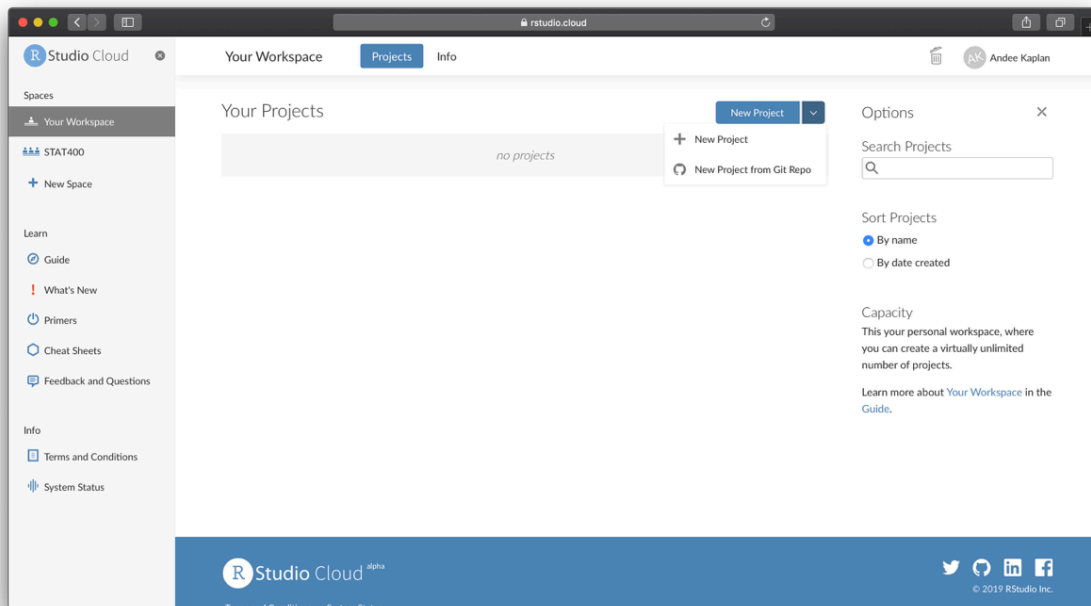 rstudio.cloud
R Studio Cloud
Your Workspace
Projects
Info
AK
Andee Kaplan
Spaces
Your Workspace
STAT400
New Space
Learn
Guide
What's New
Primers
Cheat Sheets
Feedback and Questions
Info
Terms and Conditions
System Status
Your Projects
New Project
New Project
New Project from Git Repo
no projects
Options
Search Projects
Sort Projects
By name
By date created
Capacity
This your personal workspace, where
you can create a virtually unlimited
number of projects.
Learn more about Your Workspace in the
Guide.
R Studio Cloud alpha
© 2019 RStudio Inc.